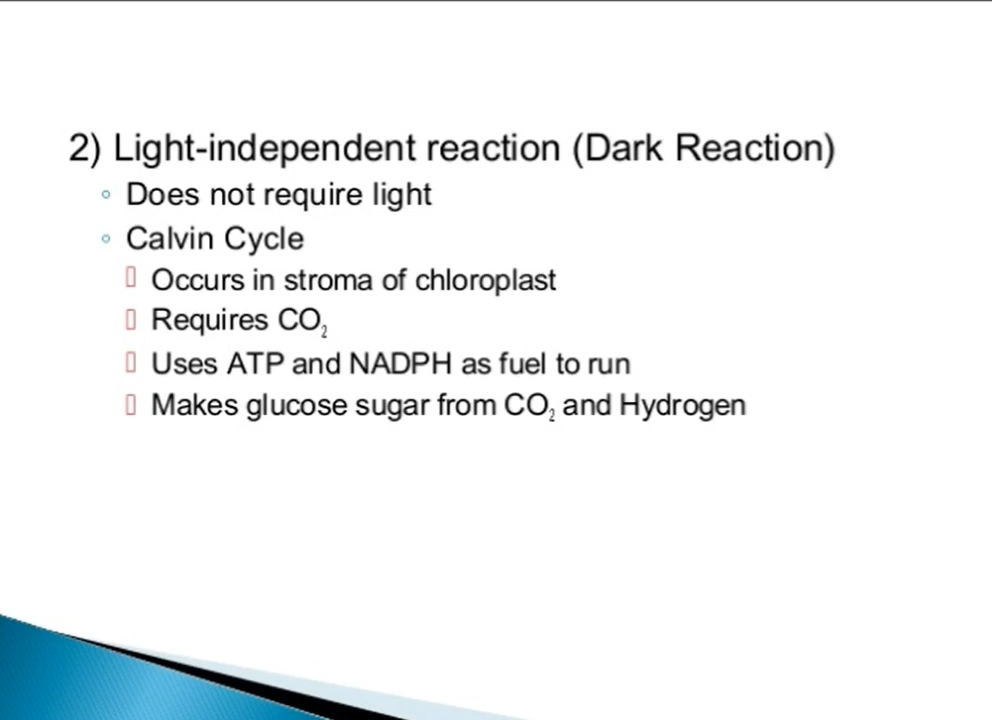 2) Light-independent reaction (Dark Reaction)
◦ Does not require light
◦ Calvin Cycle
▯ Occurs in stroma of chloroplast
▯ Requires CO₂
▯ Uses ATP and NADPH as fuel to run
▯ Makes glucose sugar from CO₂ and Hydrogen